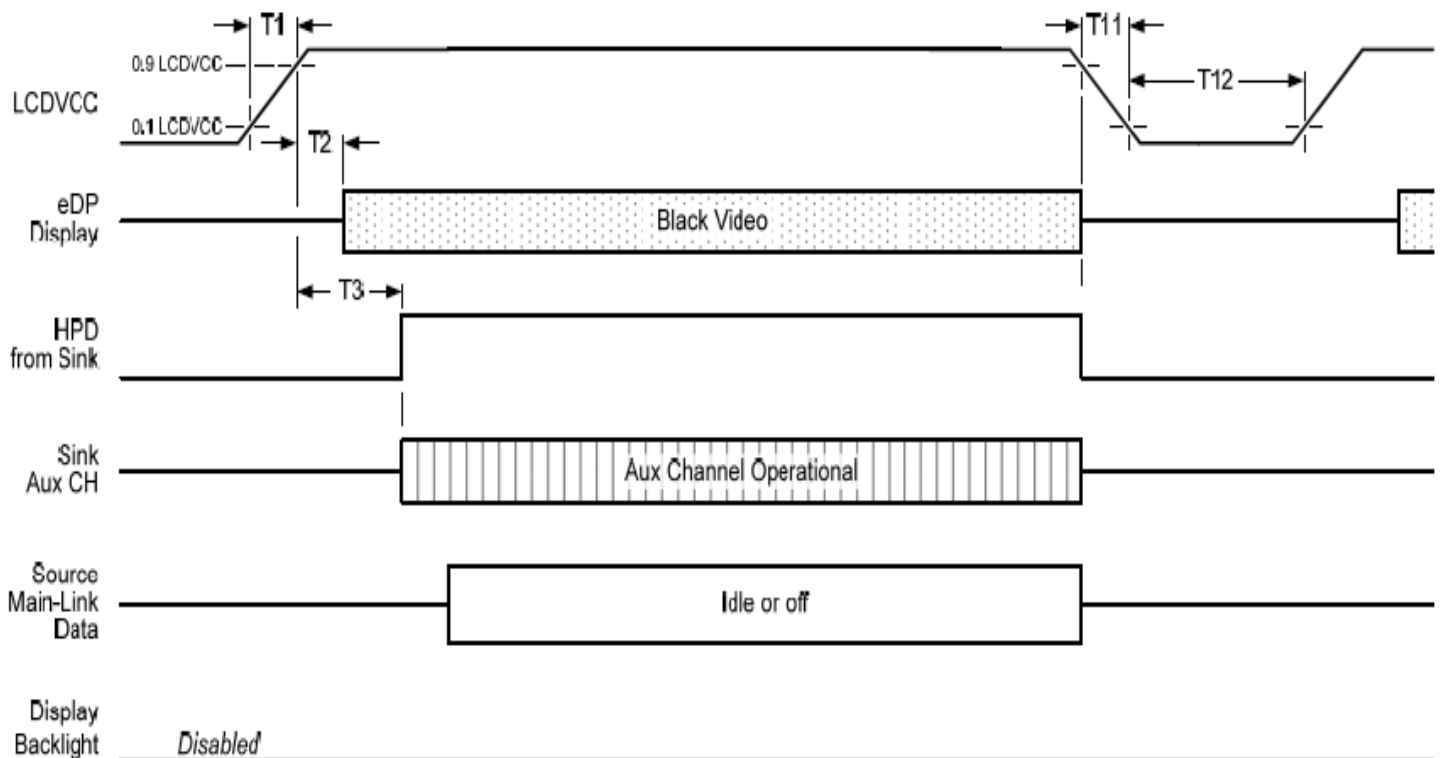 T1
T11
0.9 LCDVCC
T12
LCDVCC
0.1 LCDVCC
T2
eDP
Display
Black Video
T3
HPD
from Sink
Sink
Aux CH
Aux Channel Operational
Source
Main-Link
Data
Idle or off
Display
Backlight
Disabled